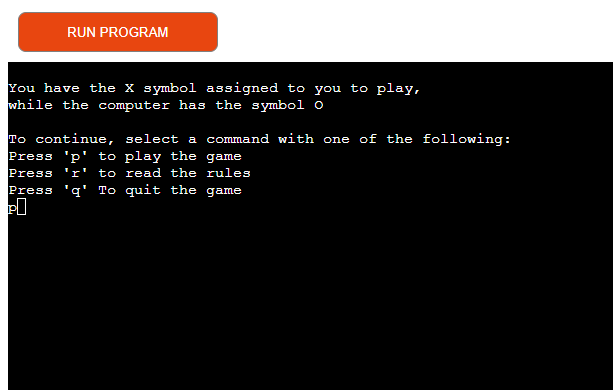 RUN PROGRAM
You have the X symbol assigned to you to play,
while the computer has the symbol O
To continue, select a command with one of the following:
Press 'p' to play the game
Press 'r' to read the rules
Press 'q' To quit the game
p